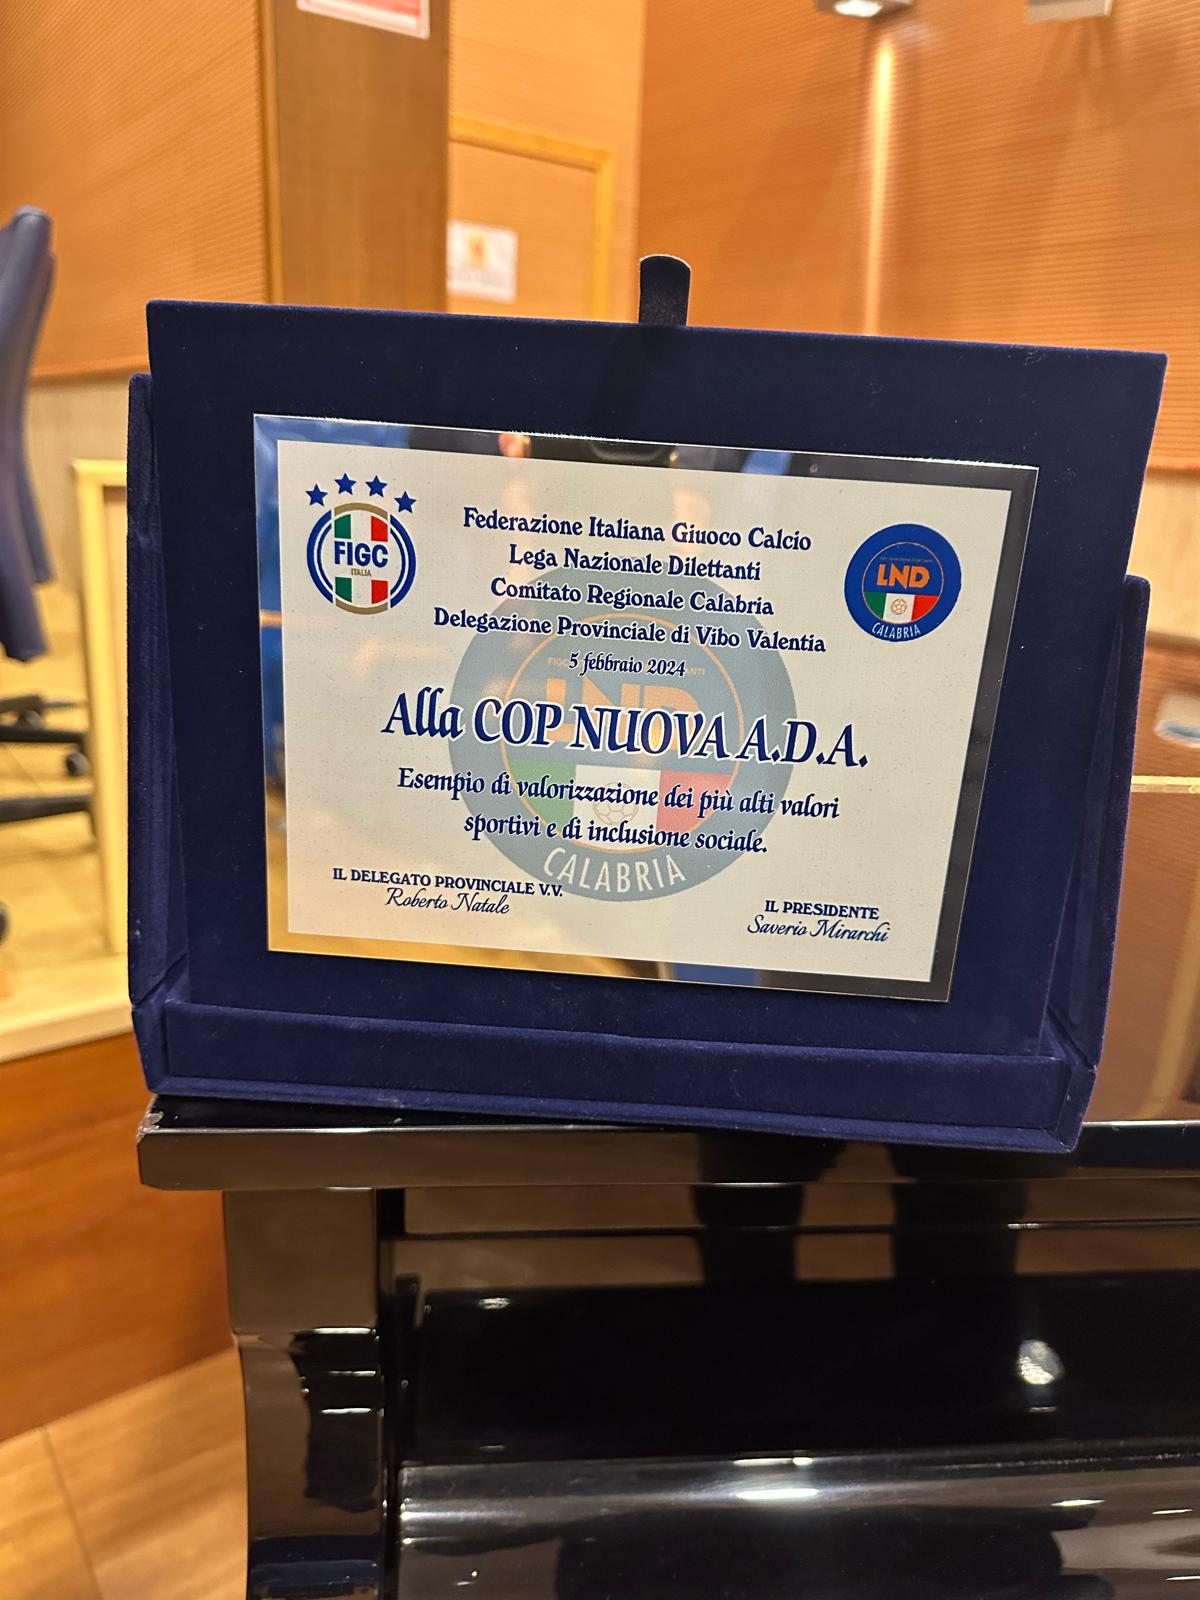 FIGC
ITALIA
Federazione Italiana Giuoco Calcio
Lega Nazionale Dilettanti
Comitato Regionale Calabria
Delegazione Provinciale di Vibo Valentia
5 febbraio 2024
LND
CALABRIA
Alla COP NUOVA A.D.A.
Esempio di valorizzazione dei più alti valori
sportivi e di inclusione sociale.
LND
CALABRIA
IL DELEGATO PROVINCIALE V.V.
Roberto Natale
IL PRESIDENTE
Saverio Mirarchi